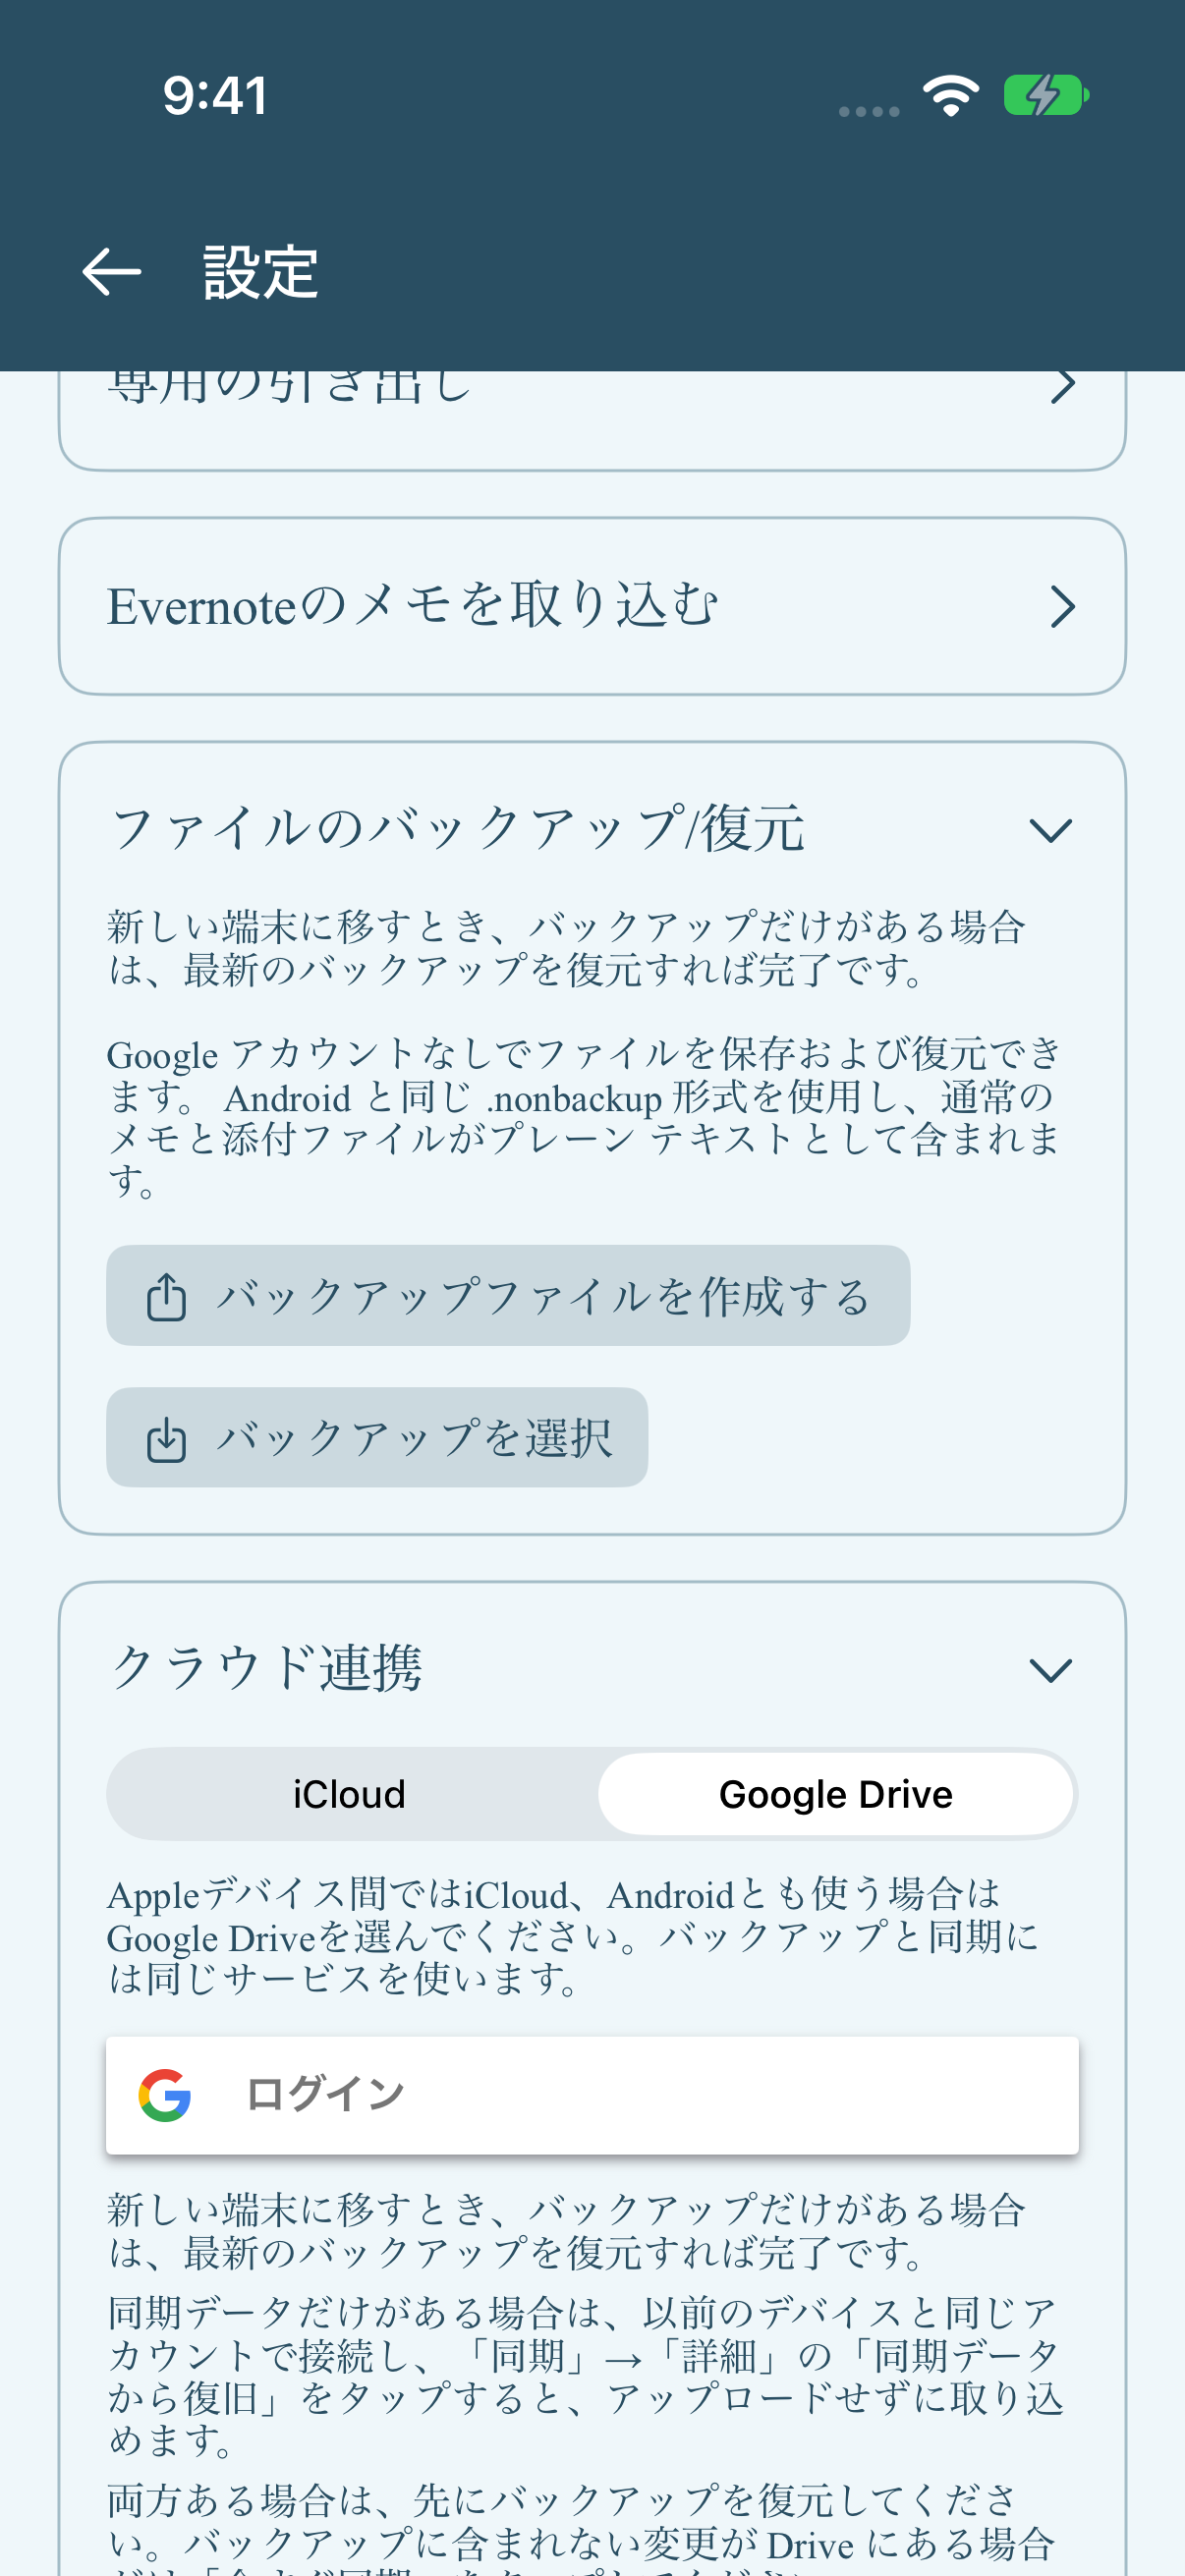 9:41
設定
専用の引き出し
Evernoteのメモを取り込む
ファイルのバックアップ/復元
新しい端末に移すとき、バックアップだけがある場合
は、最新のバックアップを復元すれば完了です。
Google アカウントなしでファイルを保存および復元でき
ます。 Android と同じ .nonbackup 形式を使用し、通常の
メモと添付ファイルがプレーン テキストとして含まれま
す。
バックアップファイルを作成する
バックアップを選択
クラウド連携
iCloud
Google Drive
Appleデバイス間ではiCloud、Androidとも使う場合は
Google Driveを選んでください。バックアップと同期に
は同じサービスを使います。
ログイン
新しい端末に移すとき、バックアップだけがある場合
は、最新のバックアップを復元すれば完了です。
同期データだけがある場合は、以前のデバイスと同じア
カウントで接続し、「同期」→「詳細」の「同期データ
から復旧」をタップすると、アップロードせずに取り込
めます。
両方ある場合は、先にバックアップを復元してくださ
い。バックアップに含まれない変更が Drive にある場合